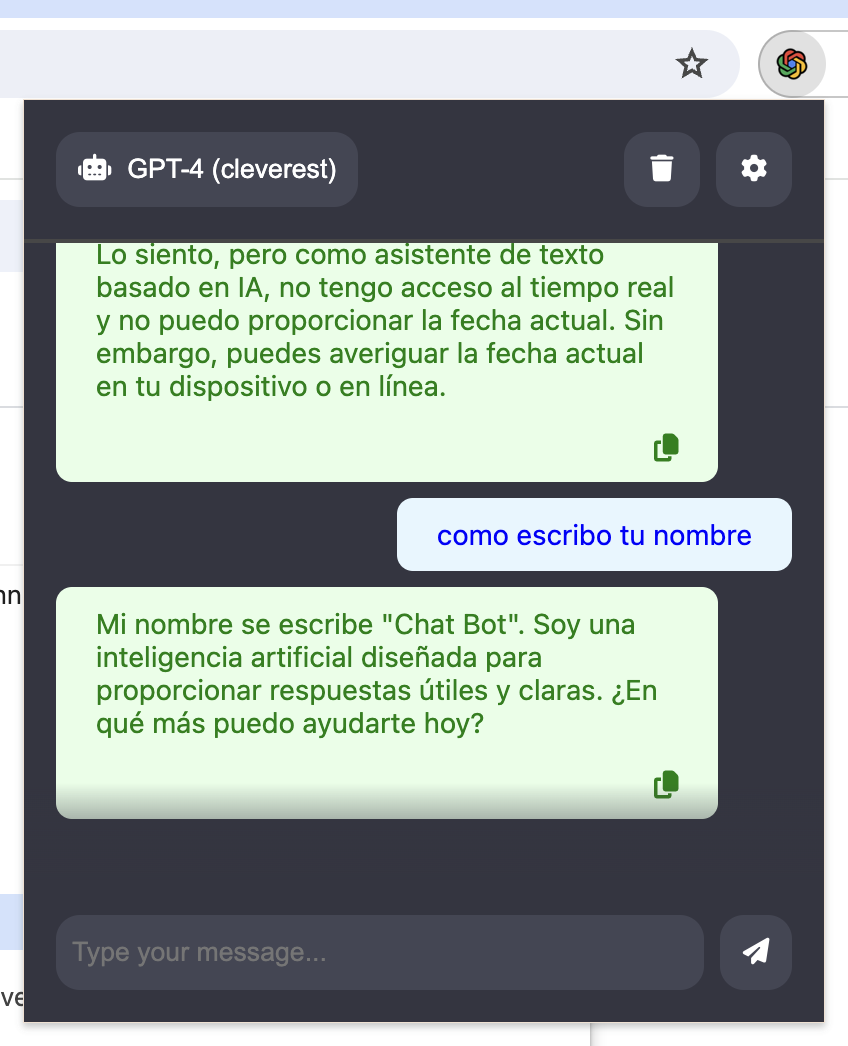 GPT-4 (cleverest)
Lo siento, pero como asistente de texto
basado en IA, no tengo acceso al tiempo real
y no puedo proporcionar la fecha actual. Sin
embargo, puedes averiguar la fecha actual
en tu dispositivo o en línea.
como escribo tu nombre
Mi nombre se escribe "Chat Bot". Soy una
inteligencia artificial diseñada para
proporcionar respuestas útiles y claras. ¿En
qué más puedo ayudarte hoy?
Type your message...